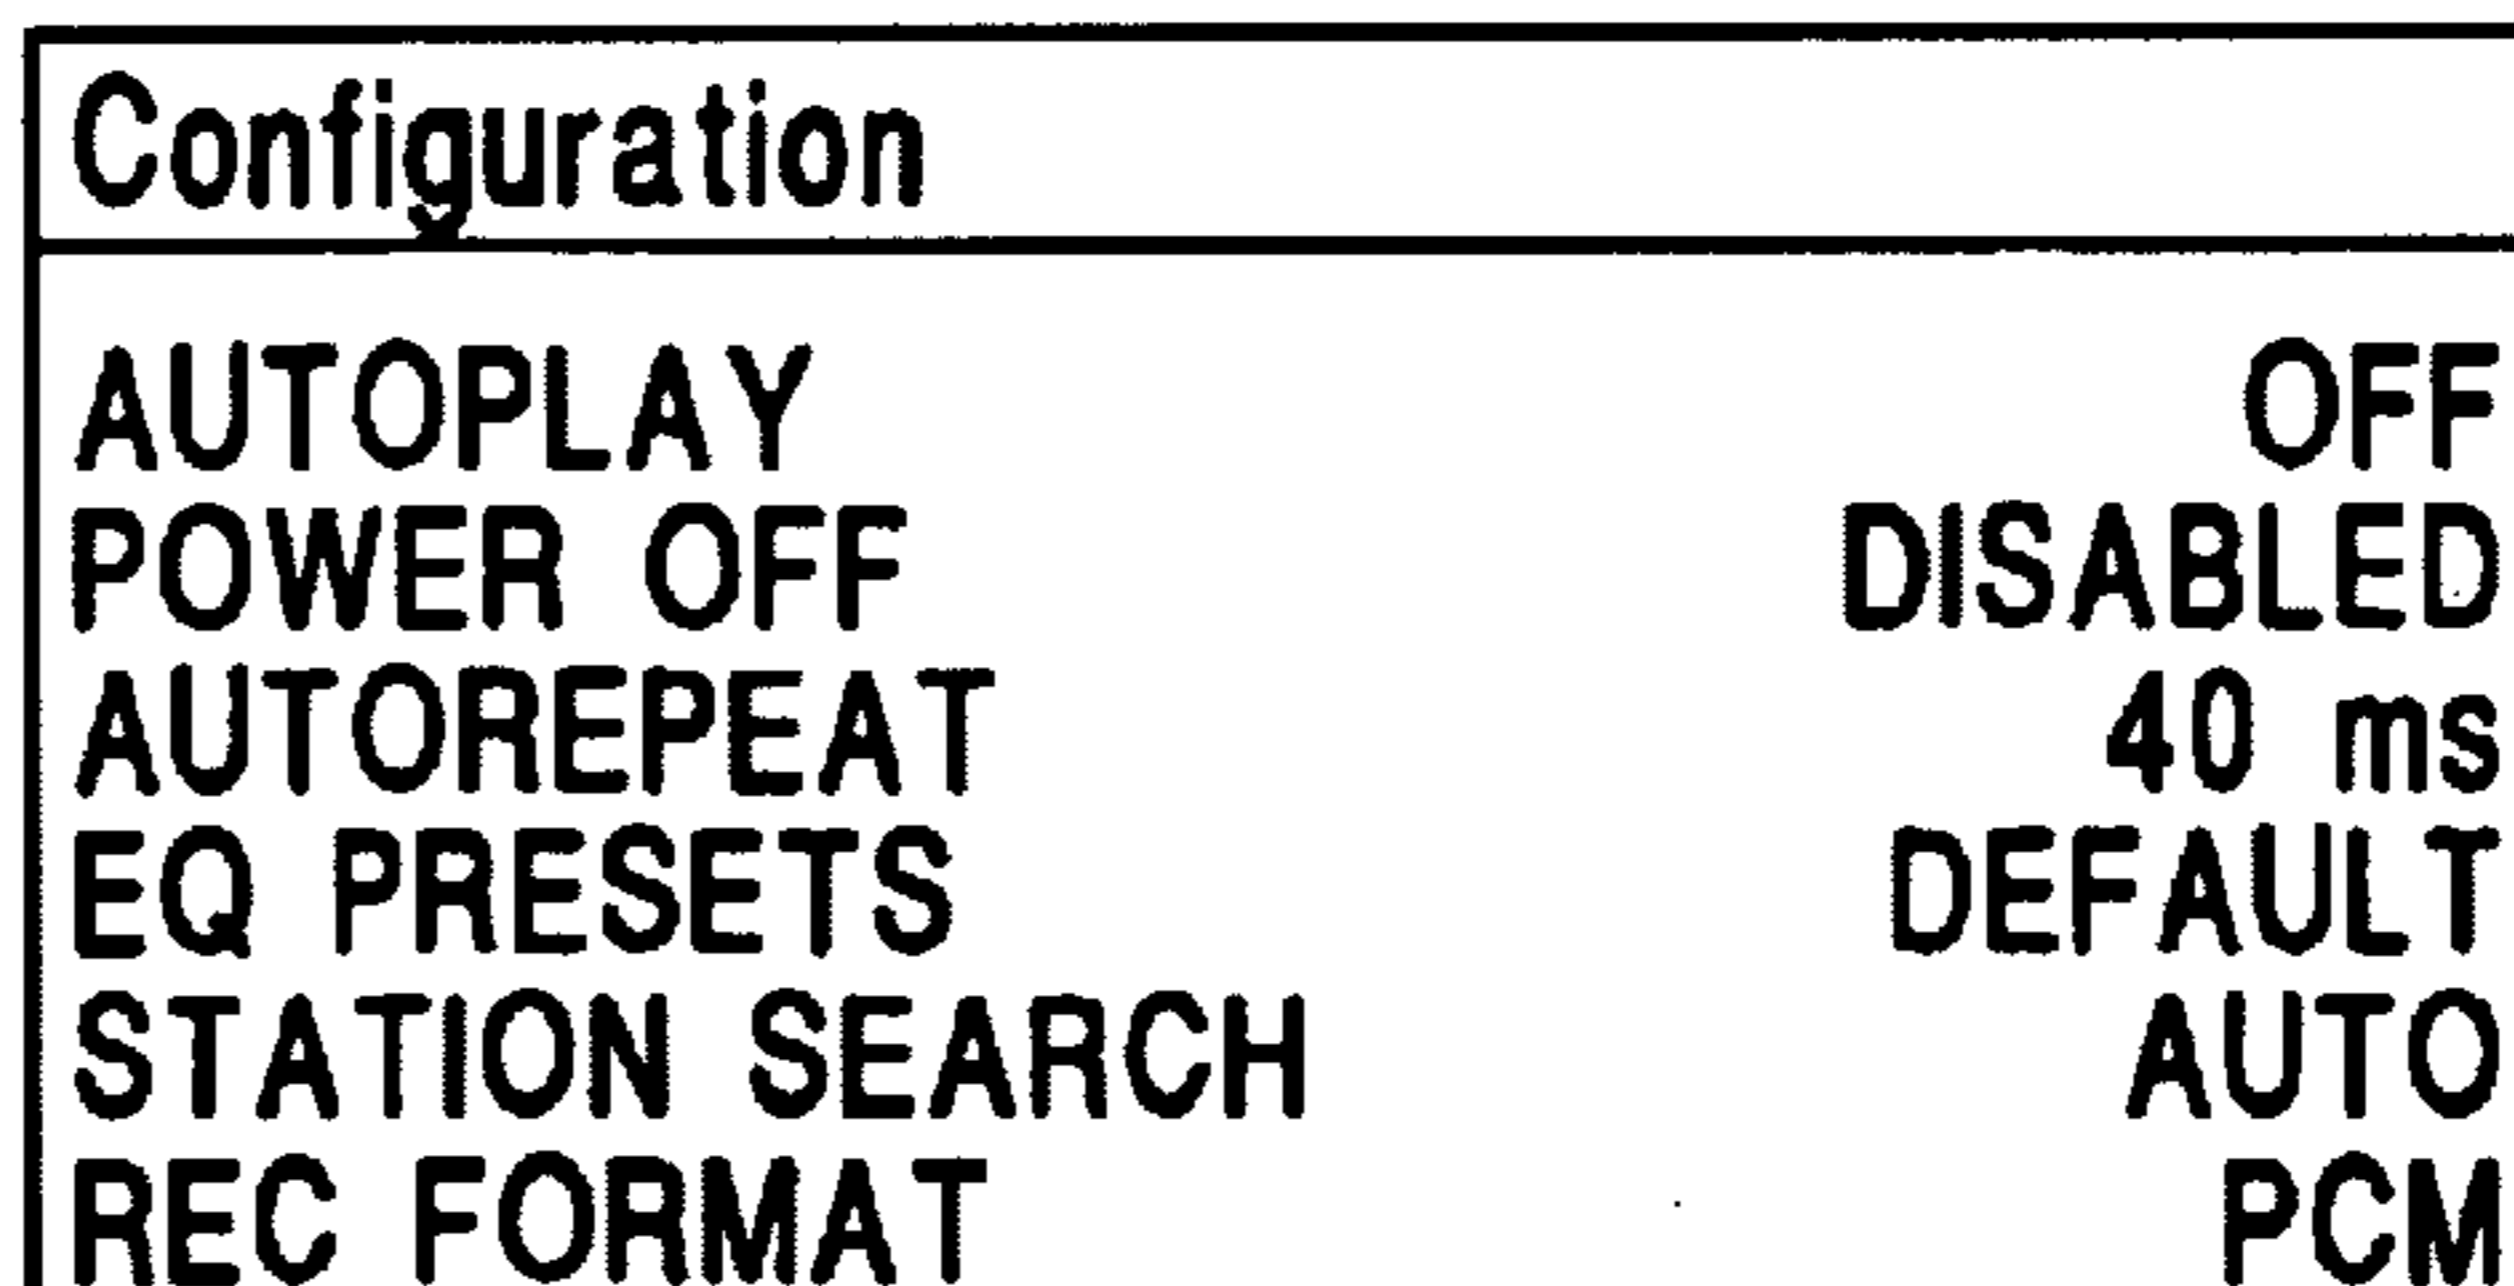 Configuration
AUTOPLAY OFF
POWER OFF DISABLED
AUTOREPEAT 40 ms
EQ PRESETS DEFAULT
STATION SEARCH AUTO
REC FORMAT PCM